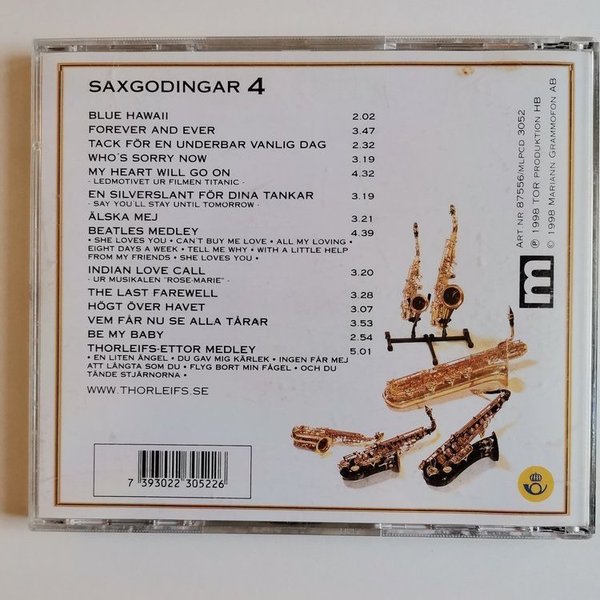 SAXGODINGAR 4
BLUE HAWAII 2.02
FOREVER AND EVER 3.47
TACK FÖR EN UNDERBAR VANLIG DAG 2.32
WHO´S SORRY NOW 3.19
MY HEART WILL GO ON 4.32
- LEDMOTIVET UR FILMEN TITANIC -
EN SILVERSLANT FÖR DINA TANKAR 3.19
- SAY YOU'LL STAY UNTIL TOMORROW -
ÄLSKA MEJ 3.21
BEATLES MEDLEY 4.39
• SHE LOVES YOU • CAN´T BUY ME LOVE • ALL MY LOVING •
EIGHT DAYS A WEEK • TELL ME WHY • WITH A LITTLE HELP
FROM MY FRIENDS • SHE LOVES YOU •
INDIAN LOVE CALL 3.20
- UR MUSIKALEN "ROSE-MARIE" -
THE LAST FAREWELL 3.28
HÖGT ÖVER HAVET 3.07
VEM FÅR NU SE ALLA TÅRAR 3.53
BE MY BABY 2.54
THORLEIFS-ETTOR MEDLEY 5.01
• EN LITEN ÄNGEL • DU GAV MIG KÄRLEK • INGEN FÅR MEJ
ATT LÄNGTA SOM DU • FLYG BORT MIN FÅGEL • OCH DU
TÄNDE STJÄRNORNA •
WWW.THORLEIFS.SE
7 393022 305226
ART NR 87556/MLPCD 3052
℗ 1998 TOR PRODUKTION HB
© 1998 MARIANN GRAMMOFON AB
m